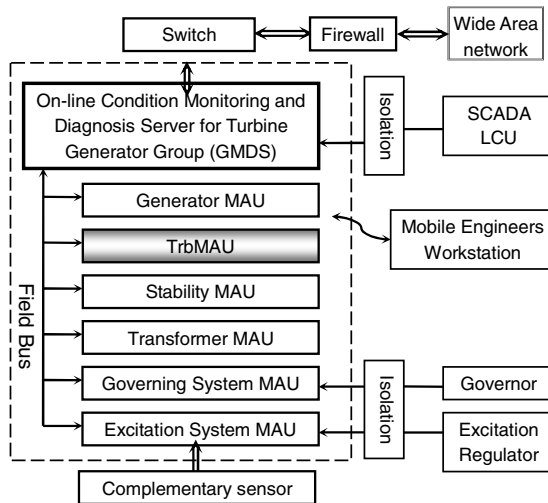 Switch
Firewall
Wide Area
network
On-line Condition Monitoring and
Diagnosis Server for Turbine
Generator Group (GMDS)
Isolation
SCADA
LCU
Generator MAU
TrbMAU
Mobile Engineers
Workstation
Stability MAU
Field Bus
Transformer MAU
Governing System MAU
Isolation
Governor
Excitation System MAU
Excitation
Regulator
Complementary sensor